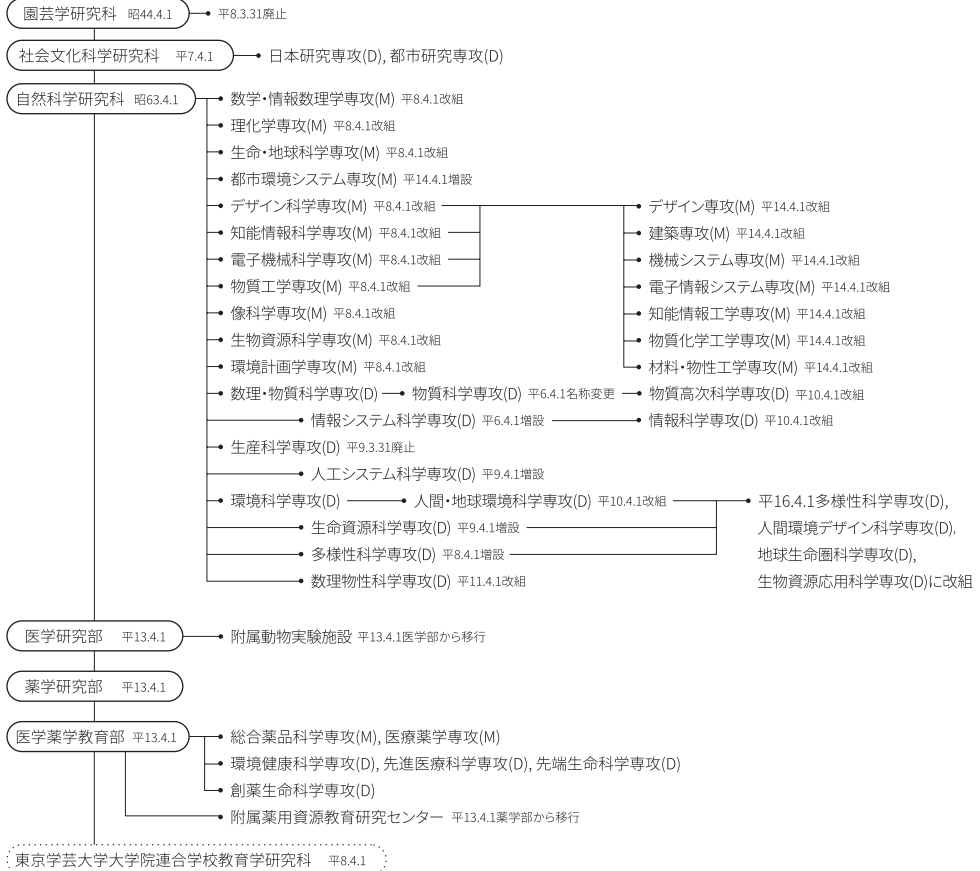 園芸学研究科 昭44.4.1 平8.3.31廃止
社会文化科学研究科 平7.4.1 日本研究専攻(D), 都市研究専攻(D)
自然科学研究科 昭63.4.1 数学・情報数理学専攻(M) 平8.4.1改組
理化学専攻(M) 平8.4.1改組
生命・地球科学専攻(M) 平8.4.1改組
都市環境システム専攻(M) 平14.4.1増設
デザイン科学専攻(M) 平8.4.1改組 デザイン専攻(M) 平14.4.1改組
知能情報科学専攻(M) 平8.4.1改組 建築専攻(M) 平14.4.1改組
電子機械科学専攻(M) 平8.4.1改組 機械システム専攻(M) 平14.4.1改組
物質工学専攻(M) 平8.4.1改組 電子情報システム専攻(M) 平14.4.1改組
像科学専攻(M) 平8.4.1改組 知能情報工学専攻(M) 平14.4.1改組
生物資源科学専攻(M) 平8.4.1改組 物質化学工学専攻(M) 平14.4.1改組
環境計画学専攻(M) 平8.4.1改組 材料・物性工学専攻(M) 平14.4.1改組
数理・物質科学専攻(D) 物質科学専攻(D) 平6.4.1名称変更 物質高次科学専攻(D) 平10.4.1改組
情報システム科学専攻(D) 平6.4.1増設 情報科学専攻(D) 平10.4.1改組
生産科学専攻(D) 平9.3.31廃止
人工システム科学専攻(D) 平9.4.1増設
環境科学専攻(D) 人間・地球環境科学専攻(D) 平10.4.1改組 平16.4.1多様性科学専攻(D),
生命資源科学専攻(D) 平9.4.1増設 人間環境デザイン科学専攻(D),
多様性科学専攻(D) 平8.4.1増設 地球生命圏科学専攻(D),
数理物性科学専攻(D) 平11.4.1改組 生物資源応用科学専攻(D)に改組
医学研究部 平13.4.1 附属動物実験施設 平13.4.1医学部から移行
薬学研究部 平13.4.1
医学薬学教育部 平13.4.1 総合薬品科学専攻(M), 医療薬学専攻(M)
環境健康科学専攻(D), 先進医療科学専攻(D), 先端生命科学専攻(D)
創薬生命科学専攻(D)
附属薬用資源教育研究センター 平13.4.1薬学部から移行
東京学芸大学大学院連合学校教育学研究科 平8.4.1